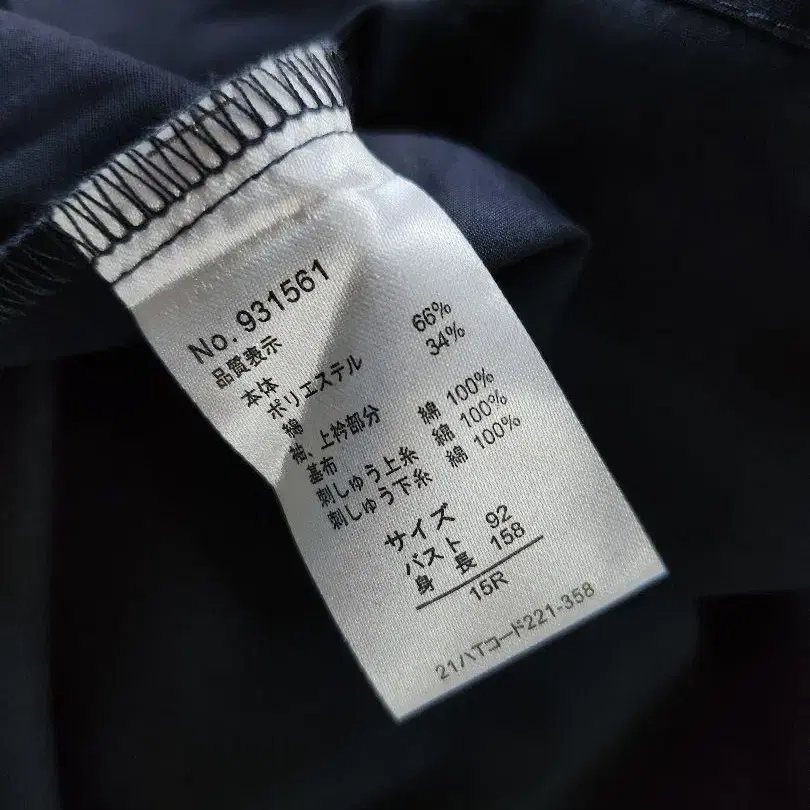 No. 931561
品質表示
本体
ポリエステル 66%
綿 34%
袖、上衿部分
基布 綿 100%
刺しゅう上糸 綿 100%
刺しゅう下糸 綿 100%
サイズ
バスト 92
身長 158
15R
21ハTコード221-358